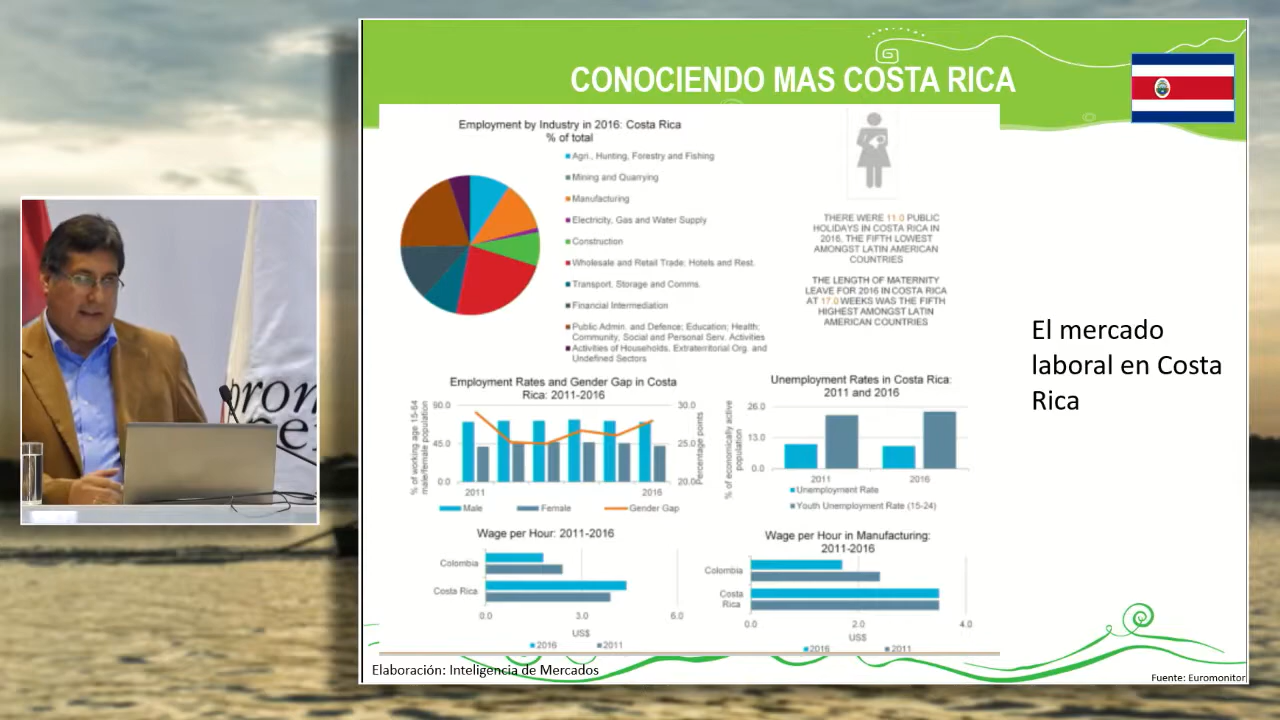 CONOCIENDO MAS COSTA RICA
Employment by Industry in 2016: Costa Rica
% of total
Agri., Hunting, Forestry and Fishing
Mining and Quarrying
Manufacturing
Electricity, Gas and Water Supply
Construction
Wholesale and Retail Trade: Hotels and Rest.
Transport, Storage and Comms.
Financial Intermediation
Public Admin. and Defence; Education; Health;
Community, Social and Personal Serv. Activities
Activities of Households, Extraterritorial Org. and
Undefined Sectors
THERE WERE 11.0 PUBLIC
HOLIDAYS IN COSTA RICA IN
2016, THE FIFTH LOWEST
AMONGST LATIN AMERICAN
COUNTRIES
THE LENGTH OF MATERNITY
LEAVE FOR 2016 IN COSTA RICA
AT 17.0 WEEKS WAS THE FIFTH
HIGHEST AMONGST LATIN
AMERICAN COUNTRIES
El mercado
laboral en Costa
Rica
Employment Rates and Gender Gap in Costa
Rica: 2011-2016
% of working age 15-64
male/female population
90.0
45.0
0.0
30.0
25.0
20.0
Percentage points
2011
2016
Male
Female
Gender Gap
Unemployment Rates in Costa Rica:
2011 and 2016
% of economically active
population
26.0
13.0
0.0
2011
2016
Unemployment Rate
Youth Unemployment Rate (15-24)
Wage per Hour: 2011-2016
Colombia
Costa Rica
0.0
3.0
6.0
US$
2016
2011
Wage per Hour in Manufacturing:
2011-2016
Colombia
Costa
Rica
0.0
2.0
4.0
US$
2016
2011
Elaboración: Inteligencia de Mercados
Fuente: Euromonitor